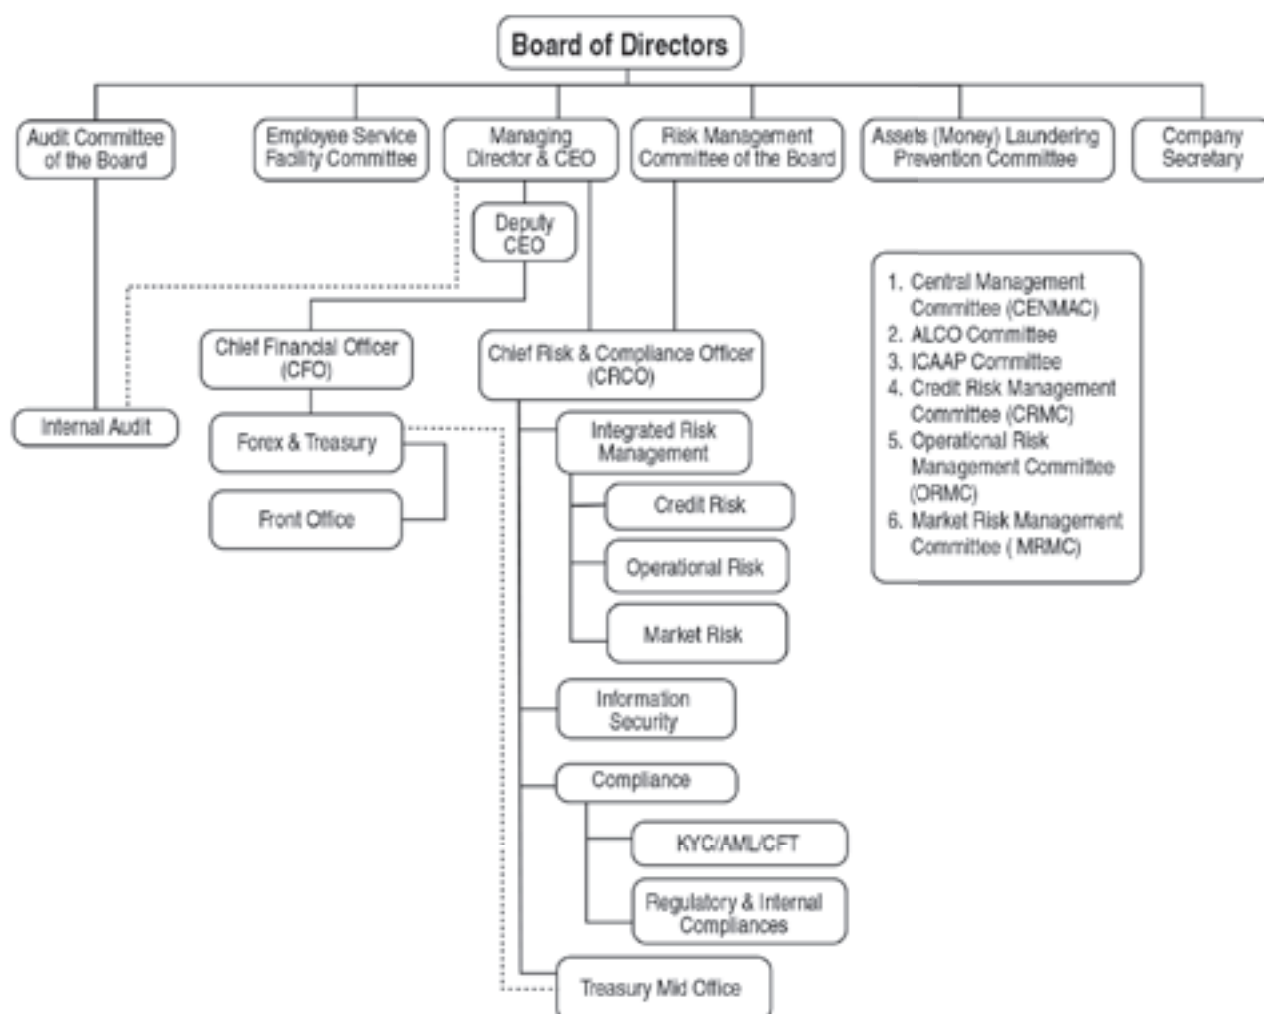 Board of Directors
Audit Committee
of the Board
Employee Service
Facility Committee
Managing
Director & CEO
Risk Management
Committee of the Board
Assets (Money) Laundering
Prevention Committee
Company
Secretary
Deputy
CEO
Chief Financial Officer
(CFO)
Chief Risk & Compliance Officer
(CRCO)
Internal Audit
Forex & Treasury
Front Office
Integrated Risk
Management
Credit Risk
Operational Risk
Market Risk
Information
Security
Compliance
KYC/AML/CFT
Regulatory & Internal
Compliances
Treasury Mid Office
1. Central Management
Committee (CENMAC)
2. ALCO Committee
3. ICAAP Committee
4. Credit Risk Management
Committee (CRMC)
5. Operational Risk
Management Committee
(ORMC)
6. Market Risk Management
Committee ( MRMC)